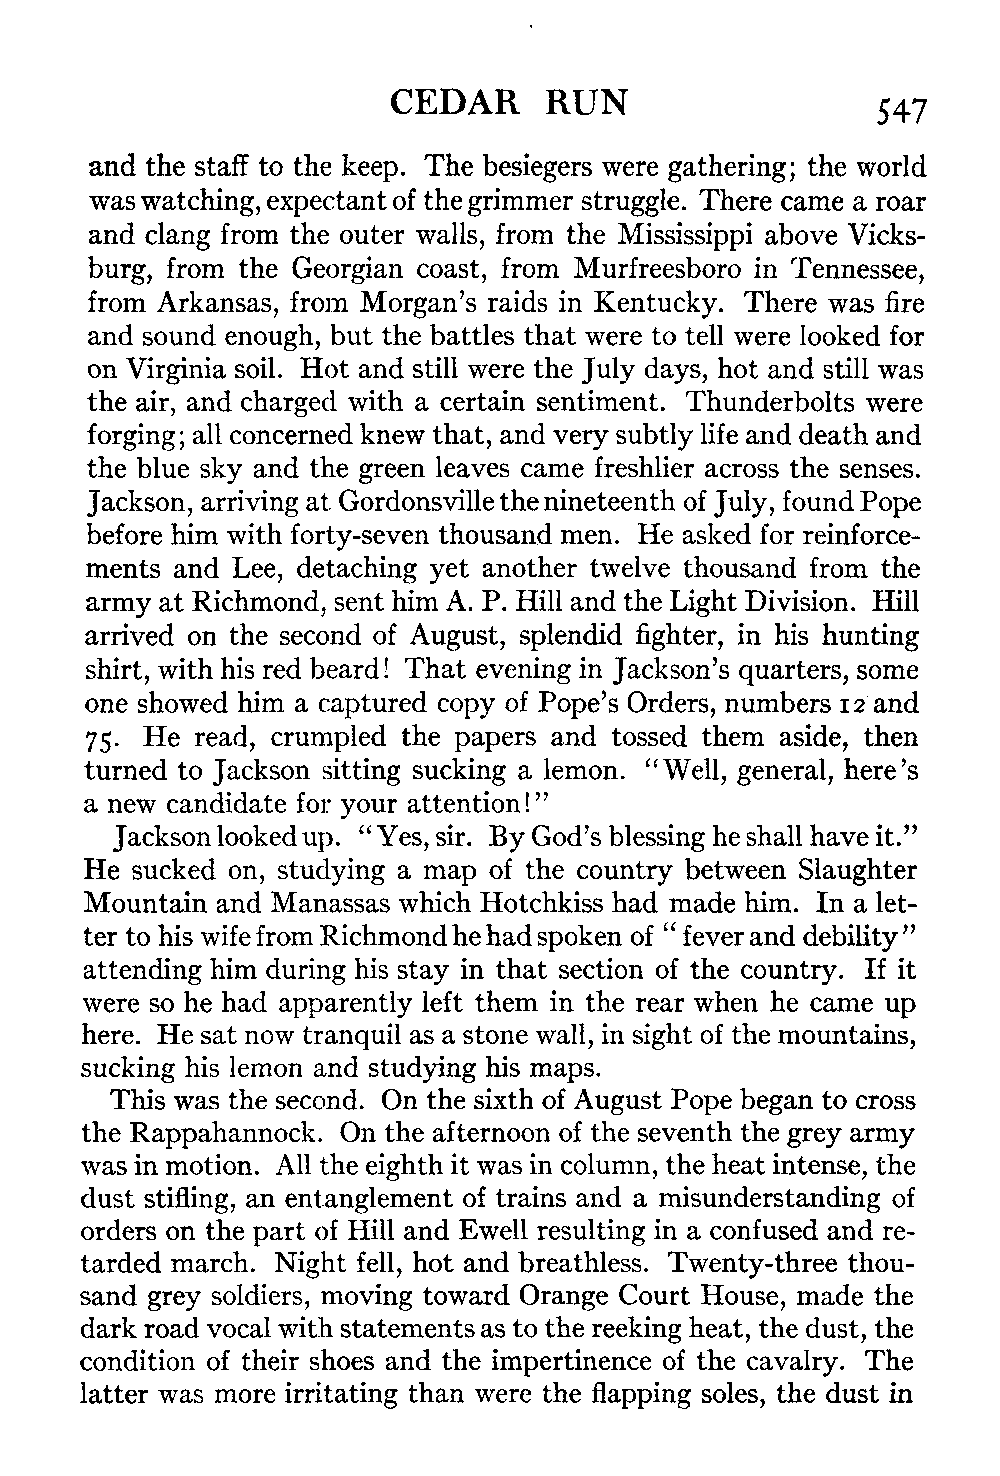 CEDAR RUN 547
and the staff to the keep. The besiegers were gathering; the world
was watching, expectant of the grimmer struggle. There came a roar
and clang from the outer walls, from the Mississippi above Vicks-
burg, from the Georgian coast, from Murfreesboro in Tennessee,
from Arkansas, from Morgan's raids in Kentucky. There was fire
and sound enough, but the battles that were to tell were looked for
on Virginia soil. Hot and still were the July days, hot and still was
the air, and charged with a certain sentiment. Thunderbolts were
forging; all concerned knew that, and very subtly life and death and
the blue sky and the green leaves came freshlier across the senses.
Jackson, arriving at Gordonsville the nineteenth of July, found Pope
before him with forty-seven thousand men. He asked for reinforce-
ments and Lee, detaching yet another twelve thousand from the
army at Richmond, sent him A. P. Hill and the Light Division. Hill
arrived on the second of August, splendid fighter, in his hunting
shirt, with his red beard! That evening in Jackson's quarters, some
one showed him a captured copy of Pope's Orders, numbers 12 and
75. He read, crumpled the papers and tossed them aside, then
turned to Jackson sitting sucking a lemon. "Well, general, here's
a new candidate for your attention!"
Jackson looked up. "Yes, sir. By God's blessing he shall have it."
He sucked on, studying a map of the country between Slaughter
Mountain and Manassas which Hotchkiss had made him. In a let-
ter to his wife from Richmond he had spoken of "fever and debility"
attending him during his stay in that section of the country. If it
were so he had apparently left them in the rear when he came up
here. He sat now tranquil as a stone wall, in sight of the mountains,
sucking his lemon and studying his maps.
This was the second. On the sixth of August Pope began to cross
the Rappahannock. On the afternoon of the seventh the grey army
was in motion. All the eighth it was in column, the heat intense, the
dust stifling, an entanglement of trains and a misunderstanding of
orders on the part of Hill and Ewell resulting in a confused and re-
tarded march. Night fell, hot and breathless. Twenty-three thou-
sand grey soldiers, moving toward Orange Court House, made the
dark road vocal with statements as to the reeking heat, the dust, the
condition of their shoes and the impertinence of the cavalry. The
latter was more irritating than were the flapping soles, the dust in